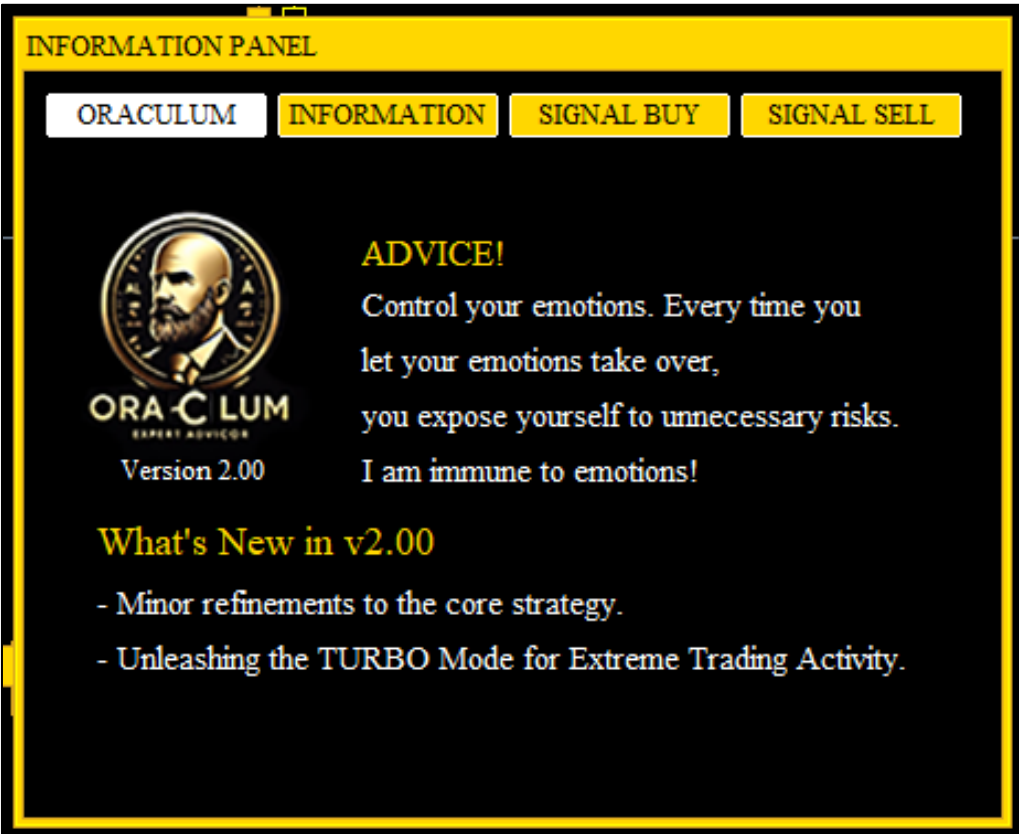 INFORMATION PANEL
ORACULUM INFORMATION SIGNAL BUY SIGNAL SELL
ADVICE!
Control your emotions. Every time you
let your emotions take over,
you expose yourself to unnecessary risks.
I am immune to emotions!
ORA-C LUM
EXPERT ADVICOR
Version 2.00
What's New in v2.00
- Minor refinements to the core strategy.
- Unleashing the TURBO Mode for Extreme Trading Activity.